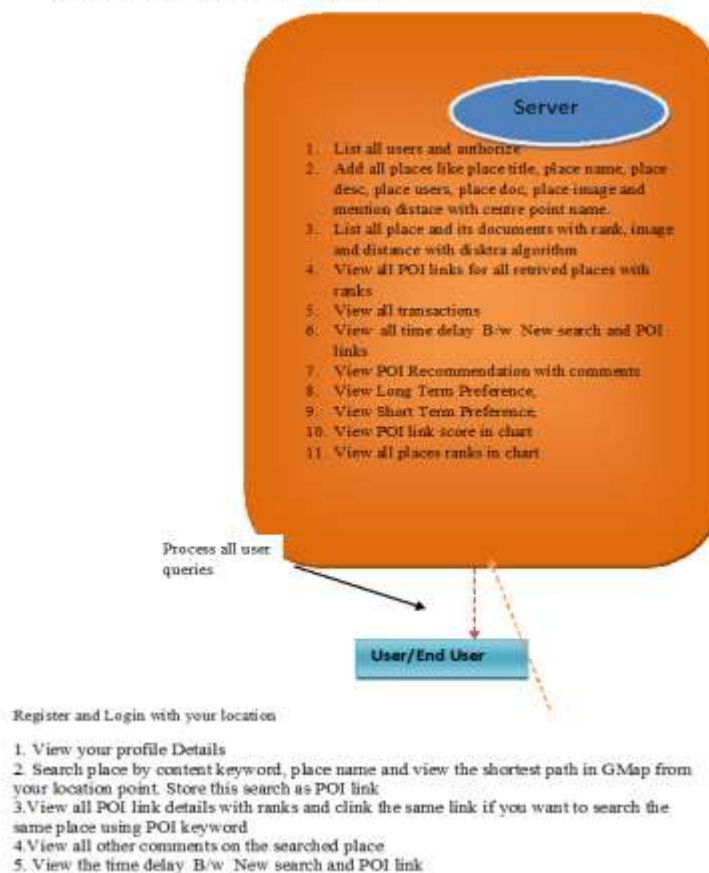 Server
1. List all users and authorize
2. Add all places like place title, place name, place
desc, place users, place doc, place image and
mention distace with centre point name.
3. List all place and its documents with rank, image
and distance with disktra algorithm
4. View all POI links for all retrived places with
ranks
5. View all transactions
6. View all time delay B/w New search and POI
links
7. View POI Recommendation with comments
8. View Long Term Preference,
9. View Short Term Preference,
10. View POI link score in chart
11. View all places ranks in chart
Process all user
queries
User/End User
Register and Login with your location
1. View your profile Details
2. Search place by content keyword, place name and view the shortest path in GMap from
your location point. Store this search as POI link
3.View all POI link details with ranks and clink the same link if you want to search the
same place using POI keyword
4.View all other comments on the searched place
5. View the time delay B/w New search and POI link